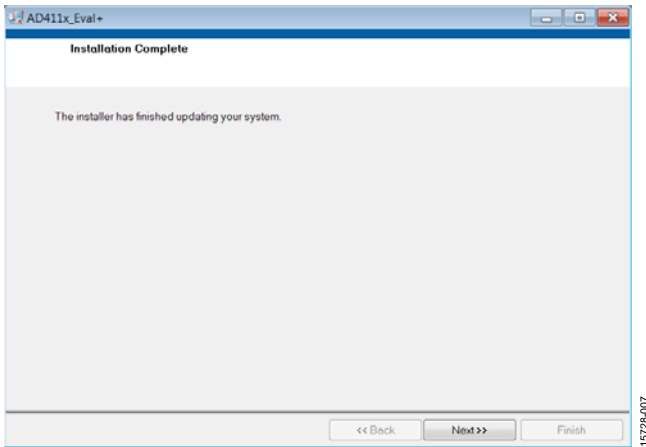 AD411x_Eval+
Installation Complete
The installer has finished updating your system.
<< Back
Next >>
Finish
15728-007